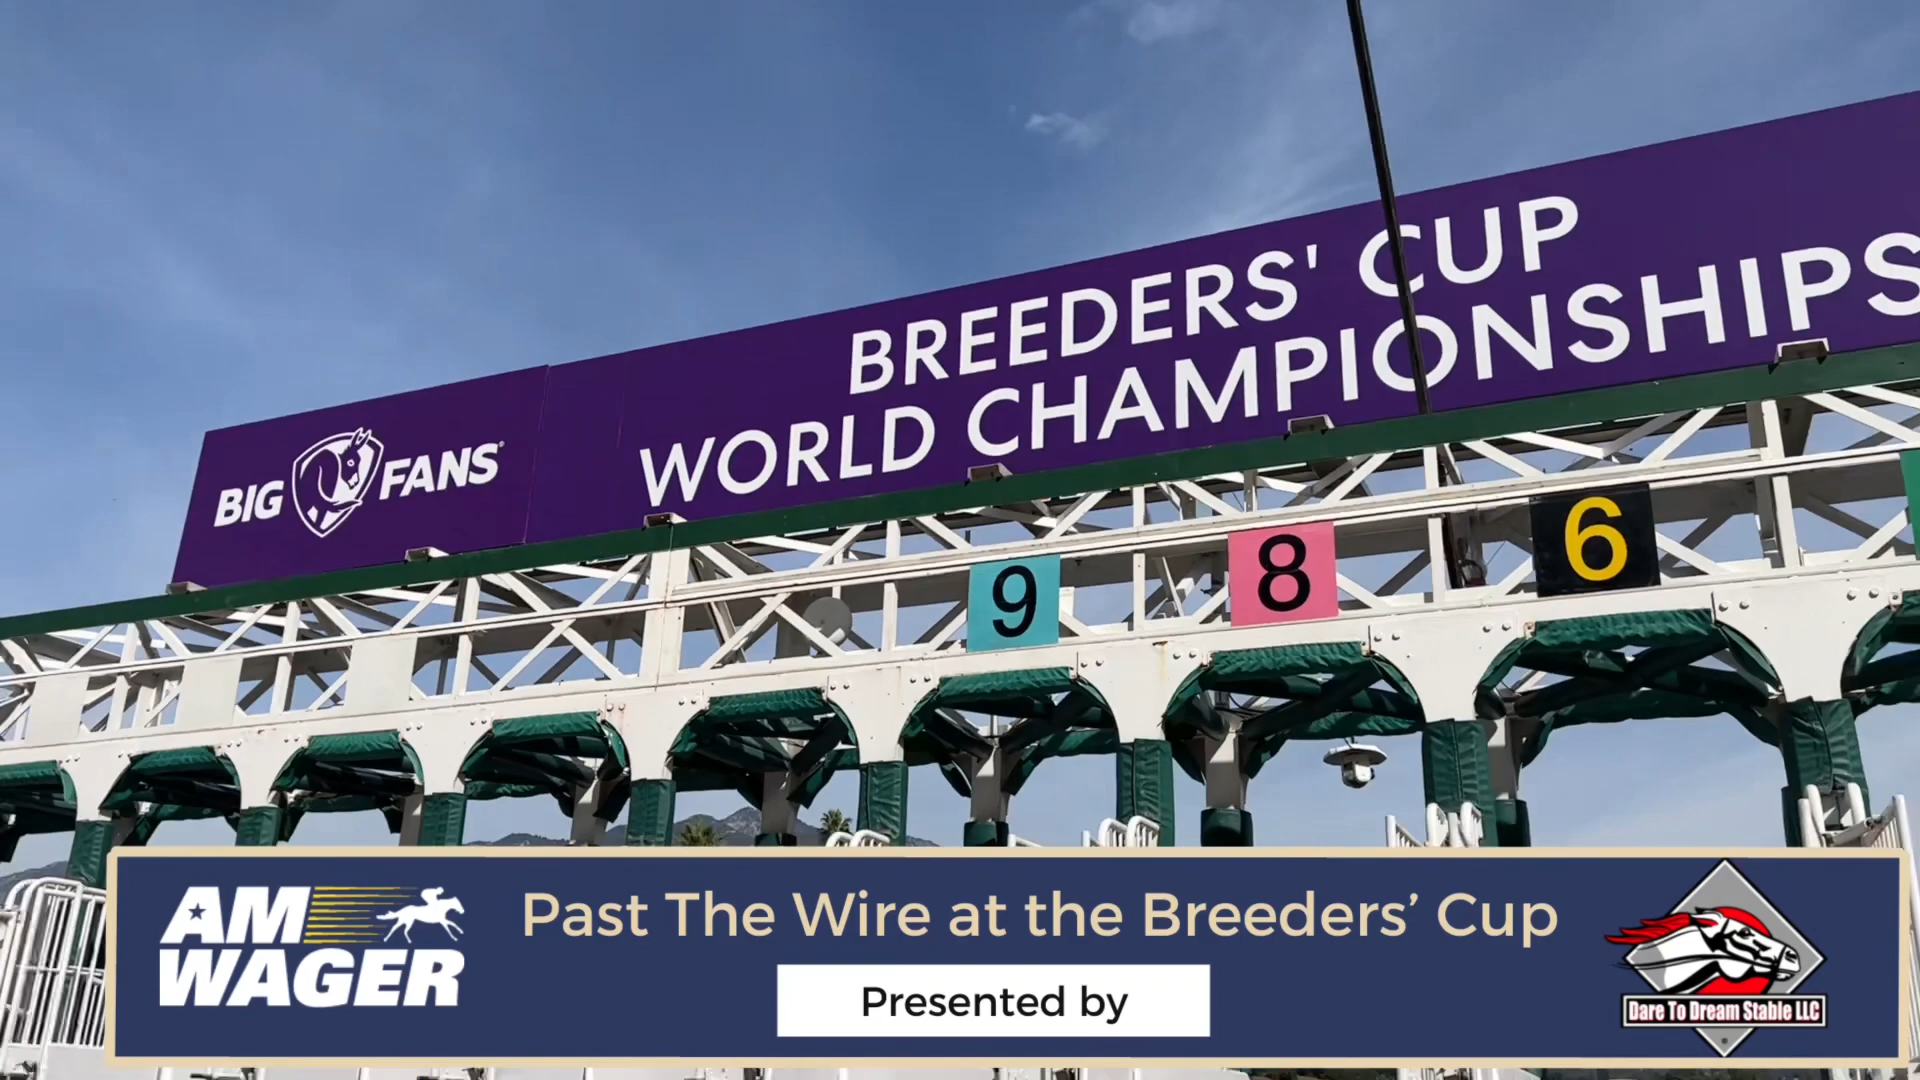 BREEDERS' CUP
WORLD CHAMPIONSHIPS
BIG FANS
9 8 6
AM WAGER
Past The Wire at the Breeders’ Cup
Presented by
Dare To Dream Stable LLC